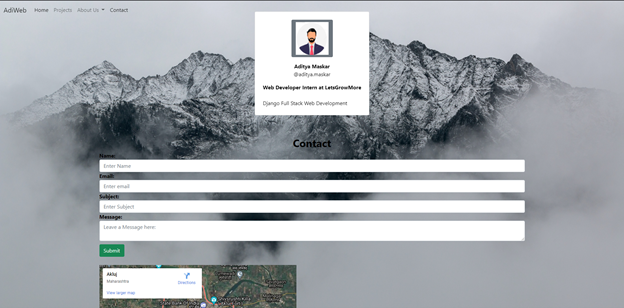 AdiWeb Home Projects About Us Contact
Aditya Maskar
@aditya.maskar
Web Developer Intern at LetsGrowMore
Django Full Stack Web Development
Contact
Name:
Enter Name
Email:
Enter email
Subject:
Enter Subject
Message:
Leave a Message here:
Submit
Akluj
Maharashtra
Directions
View larger map